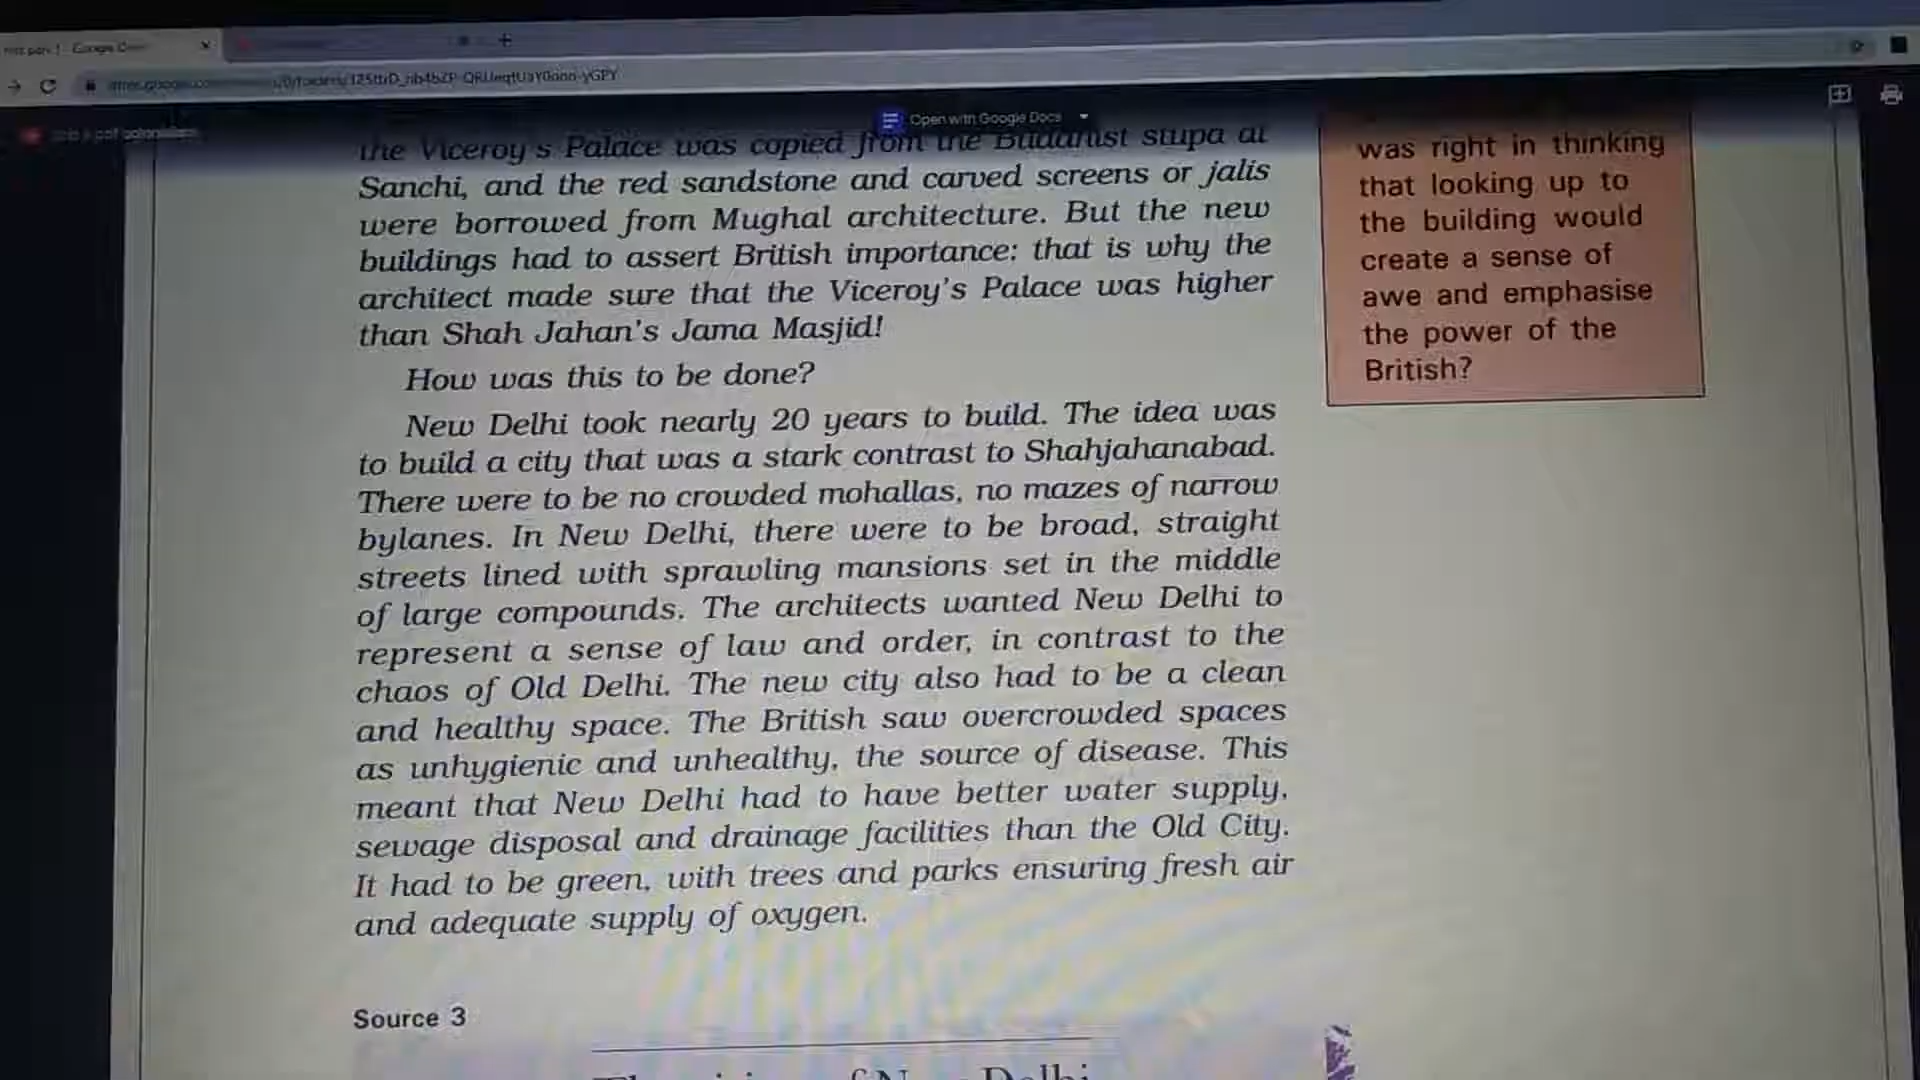 Open with Google Docs
the Viceroy's Palace was copied from the Buddhist stupa at
Sanchi, and the red sandstone and carved screens or jalis
were borrowed from Mughal architecture. But the new
buildings had to assert British importance: that is why the
architect made sure that the Viceroy's Palace was higher
than Shah Jahan's Jama Masjid!
How was this to be done?
New Delhi took nearly 20 years to build. The idea was
to build a city that was a stark contrast to Shahjahanabad.
There were to be no crowded mohallas, no mazes of narrow
bylanes. In New Delhi, there were to be broad, straight
streets lined with sprawling mansions set in the middle
of large compounds. The architects wanted New Delhi to
represent a sense of law and order, in contrast to the
chaos of Old Delhi. The new city also had to be a clean
and healthy space. The British saw overcrowded spaces
as unhygienic and unhealthy, the source of disease. This
meant that New Delhi had to have better water supply,
sewage disposal and drainage facilities than the Old City.
It had to be green, with trees and parks ensuring fresh air
and adequate supply of oxygen.
Source 3
of New Delhi
was right in thinking
that looking up to
the building would
create a sense of
awe and emphasise
the power of the
British?